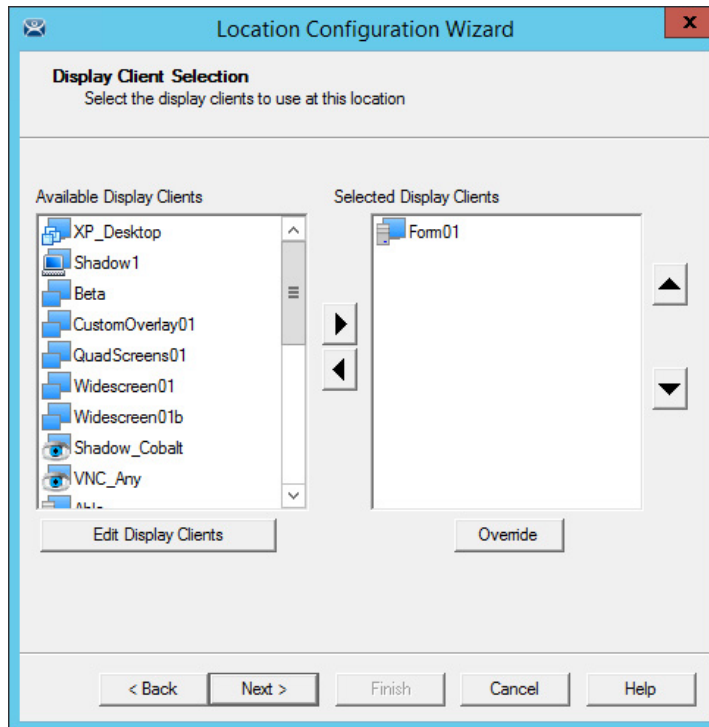 Location Configuration Wizard
x
Display Client Selection
Select the display clients to use at this location
Available Display Clients
Selected Display Clients
XP_Desktop
Shadow1
Beta
CustomOverlay01
QuadScreens01
Widescreen01
Widescreen01b
Shadow_Cobalt
VNC_Any
Form01
Edit Display Clients
Override
< Back
Next >
Finish
Cancel
Help